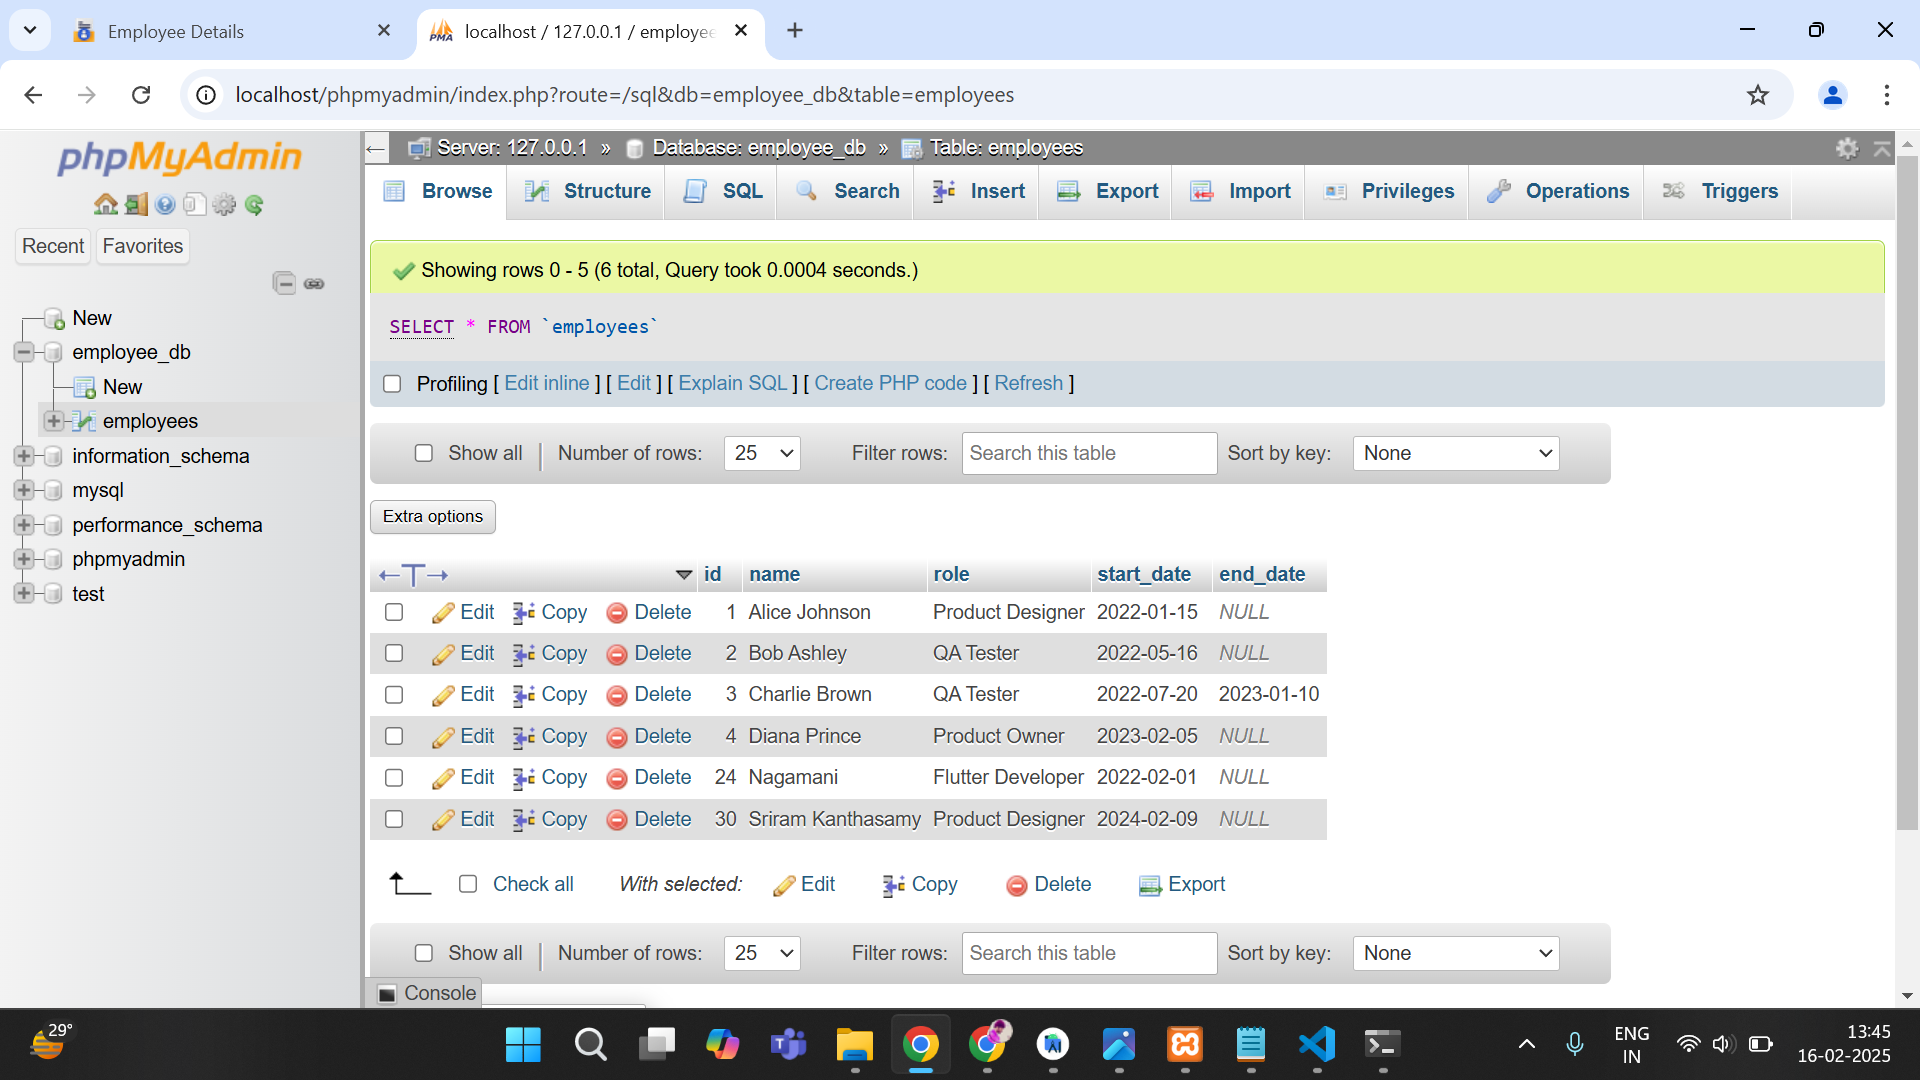 Employee Details
localhost / 127.0.0.1 / employee
localhost/phpmyadmin/index.php?route=/sql&db=employee_db&table=employees
phpMyAdmin
Recent Favorites
New
employee_db
New
employees
information_schema
mysql
performance_schema
phpmyadmin
test
Server: 127.0.0.1 » Database: employee_db » Table: employees
Browse Structure SQL Search Insert Export Import Privileges Operations Triggers
Showing rows 0 - 5 (6 total, Query took 0.0004 seconds.)
SELECT * FROM `employees`
Profiling [ Edit inline ] [ Edit ] [ Explain SQL ] [ Create PHP code ] [ Refresh ]
Show all | Number of rows: 25 Filter rows: Search this table Sort by key: None
Extra options
←T→ id name role start_date end_date
Edit Copy Delete 1 Alice Johnson Product Designer 2022-01-15 NULL
Edit Copy Delete 2 Bob Ashley QA Tester 2022-05-16 NULL
Edit Copy Delete 3 Charlie Brown QA Tester 2022-07-20 2023-01-10
Edit Copy Delete 4 Diana Prince Product Owner 2023-02-05 NULL
Edit Copy Delete 24 Nagamani Flutter Developer 2022-02-01 NULL
Edit Copy Delete 30 Sriram Kanthasamy Product Designer 2024-02-09 NULL
Check all With selected: Edit Copy Delete Export
Show all | Number of rows: 25 Filter rows: Search this table Sort by key: None
Console
29°
ENG
IN
13:45
16-02-2025